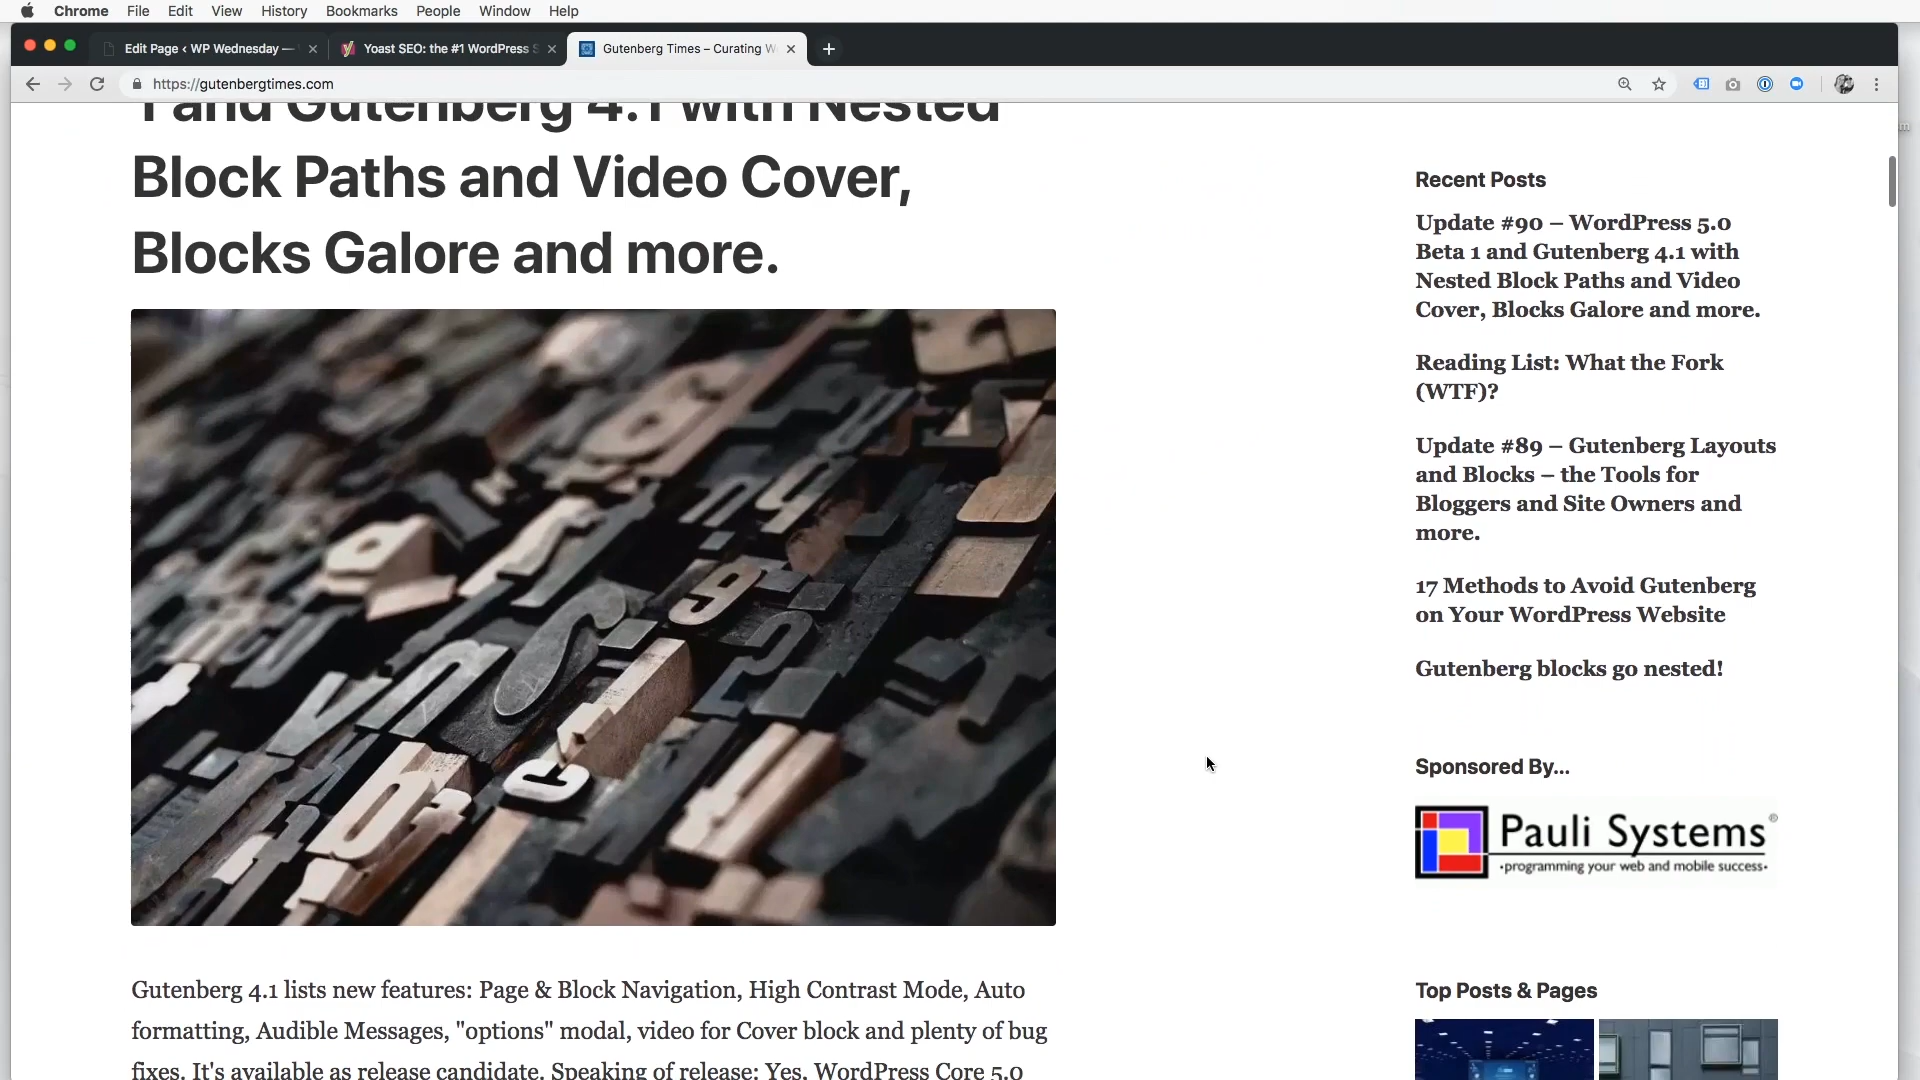 Chrome File Edit View History Bookmarks People Window Help
Edit Page ‹ WP Wednesday —
Yoast SEO: the #1 WordPress S
Gutenberg Times – Curating W
https://gutenbergtimes.com
1 and Gutenberg 4.1 with Nested
Block Paths and Video Cover,
Blocks Galore and more.
Gutenberg 4.1 lists new features: Page & Block Navigation, High Contrast Mode, Auto
formatting, Audible Messages, "options" modal, video for Cover block and plenty of bug
fixes. It's available as release candidate. Speaking of release: Yes, WordPress Core 5.0
Recent Posts
Update #90 – WordPress 5.0
Beta 1 and Gutenberg 4.1 with
Nested Block Paths and Video
Cover, Blocks Galore and more.
Reading List: What the Fork
(WTF)?
Update #89 – Gutenberg Layouts
and Blocks – the Tools for
Bloggers and Site Owners and
more.
17 Methods to Avoid Gutenberg
on Your WordPress Website
Gutenberg blocks go nested!
Sponsored By...
Pauli Systems®
•programming your web and mobile success•
Top Posts & Pages